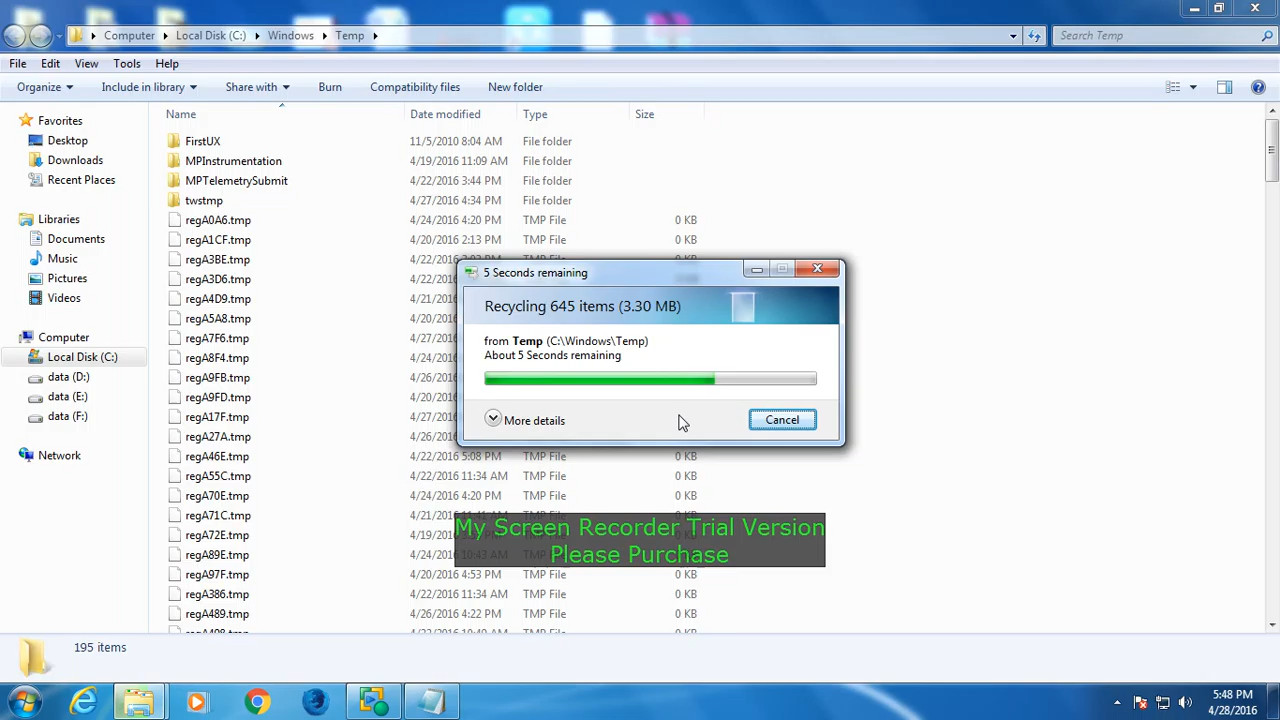 Computer Local Disk (C:) Windows Temp Search Temp
File Edit View Tools Help
Organize Include in library Share with Burn Compatibility files New folder
Name Date modified Type Size
Favorites
Desktop
Downloads
Recent Places
Libraries
Documents
Music
Pictures
Videos
Computer
Local Disk (C:)
data (D:)
data (E:)
data (F:)
Network
FirstUX 11/5/2010 8:04 AM File folder
MPInstrumentation 4/19/2016 11:09 AM File folder
MPTelemetrySubmit 4/22/2016 3:44 PM File folder
twstmp 4/27/2016 4:34 PM File folder
regA0A6.tmp 4/24/2016 4:20 PM TMP File 0 KB
regA1CF.tmp 4/20/2016 2:13 PM TMP File 0 KB
regA3BE.tmp
regA3D6.tmp
regA4D9.tmp
regA5A8.tmp
regA7F6.tmp
regA8F4.tmp
regA9FB.tmp
regA9FD.tmp
regA17F.tmp
regA27A.tmp
regA46E.tmp 4/22/2016 5:08 PM TMP File 0 KB
regA55C.tmp 4/22/2016 11:34 AM TMP File 0 KB
regA70E.tmp 4/24/2016 4:20 PM TMP File 0 KB
regA71C.tmp TMP File 0 KB
regA72E.tmp 0 KB
regA89E.tmp 0 KB
regA97F.tmp 4/20/2016 4:53 PM TMP File 0 KB
regA386.tmp 4/22/2016 11:34 AM TMP File 0 KB
regA489.tmp 4/26/2016 4:22 PM TMP File 0 KB
5 Seconds remaining
Recycling 645 items (3.30 MB)
from Temp (C:\Windows\Temp)
About 5 Seconds remaining
More details Cancel
My Screen Recorder Trial Version
Please Purchase
195 items
5:48 PM
4/28/2016